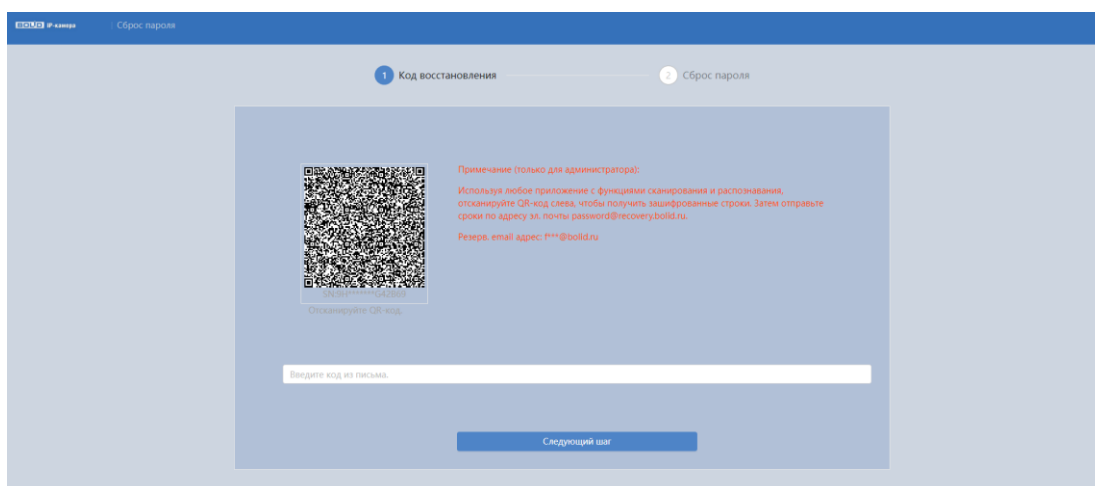 BOLID IP-камера | Сброс пароля
1 Код восстановления 2 Сброс пароля
Примечание (только для администратора):
Используя любое приложение с функциями сканирования и распознавания,
отсканируйте QR-код слева, чтобы получить зашифрованные строки. Затем отправьте
сроки по адресу эл. почты password@recovery.bolid.ru.
Резерв. email адрес: f***@bolid.ru
Отсканируйте QR-код.
Введите код из письма.
Следующий шаг